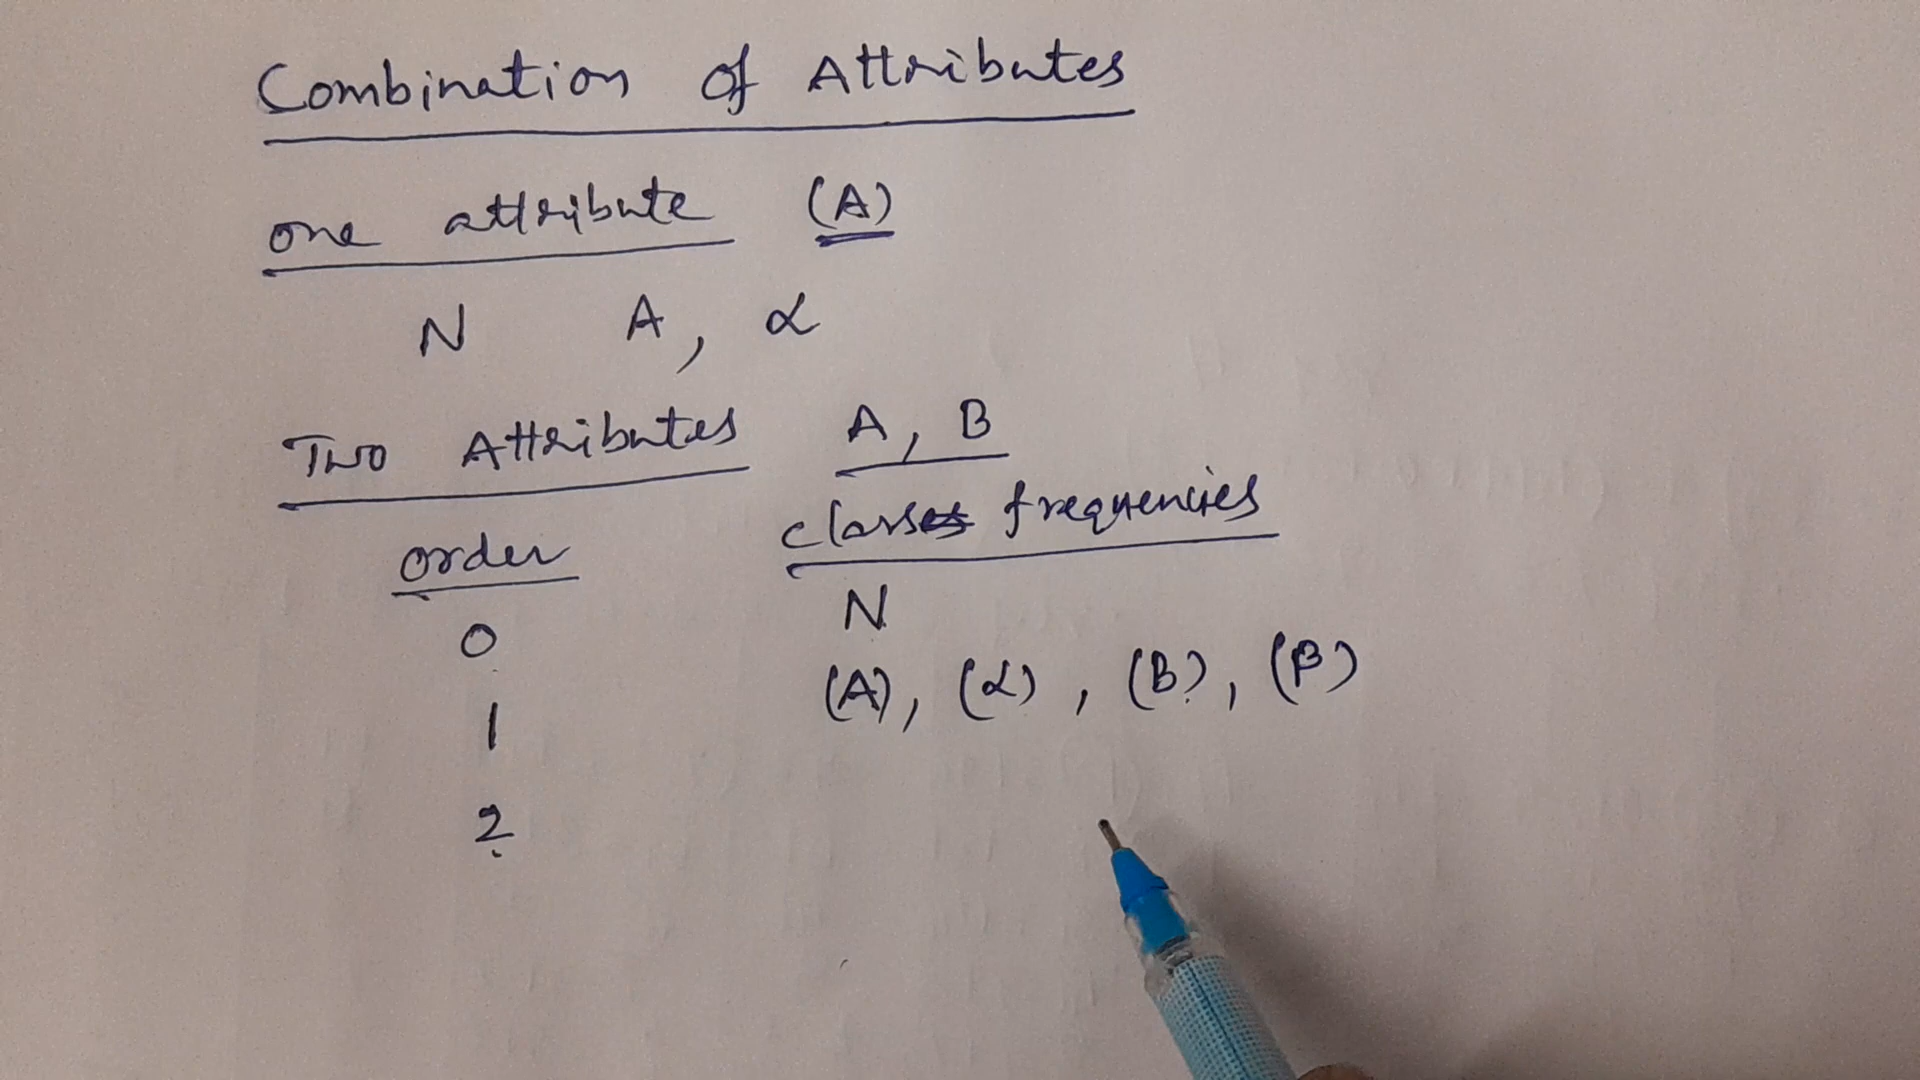 Combination of Attributes
one attribute (A)
N A, α
Two Attributes A, B
order class frequencies
0 N
1 (A), (α), (B), (β)
2